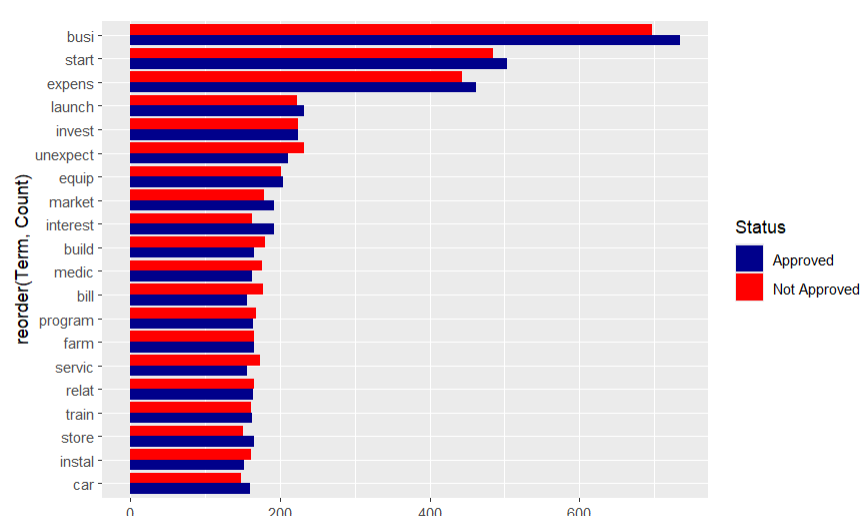 busi
start
expens
launch
invest
unexpect
equip
market
interest
build
medic
bill
program
farm
servic
relat
train
store
instal
car
reorder(Term, Count)
0 200 400 600
Status
Approved
Not Approved